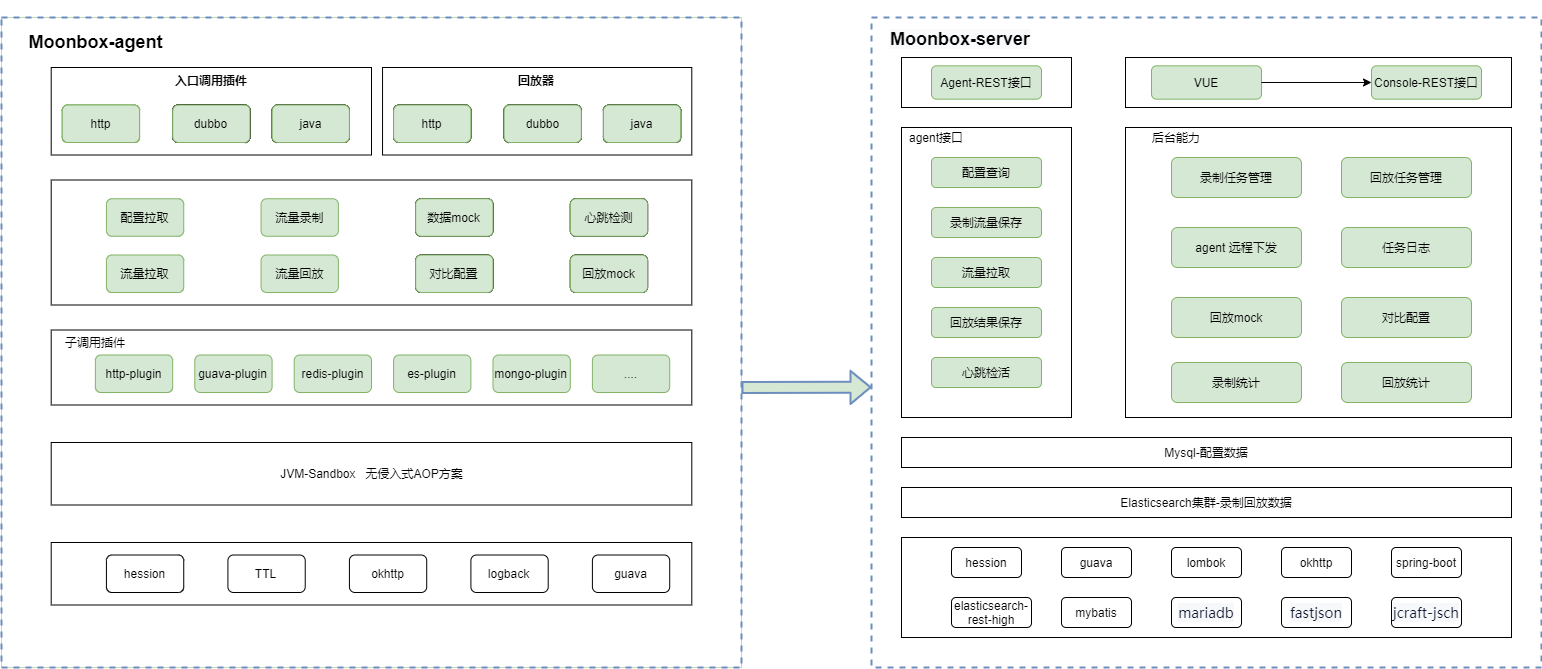 Moonbox-agent
入口调用插件
http
dubbo
java
回放器
http
dubbo
java
配置拉取
流量录制
数据mock
心跳检测
流量拉取
流量回放
对比配置
回放mock
子调用插件
http-plugin
guava-plugin
redis-plugin
es-plugin
mongo-plugin
....
JVM-Sandbox 无侵入式AOP方案
hession
TTL
okhttp
logback
guava
Moonbox-server
Agent-REST接口
VUE
Console-REST接口
agent接口
配置查询
录制流量保存
流量拉取
回放结果保存
心跳检活
后台能力
录制任务管理
回放任务管理
agent 远程下发
任务日志
回放mock
对比配置
录制统计
回放统计
Mysql-配置数据
Elasticsearch集群-录制回放数据
hession
guava
lombok
okhttp
spring-boot
elasticsearch-
rest-high
mybatis
mariadb
fastjson
jcraft-jsch